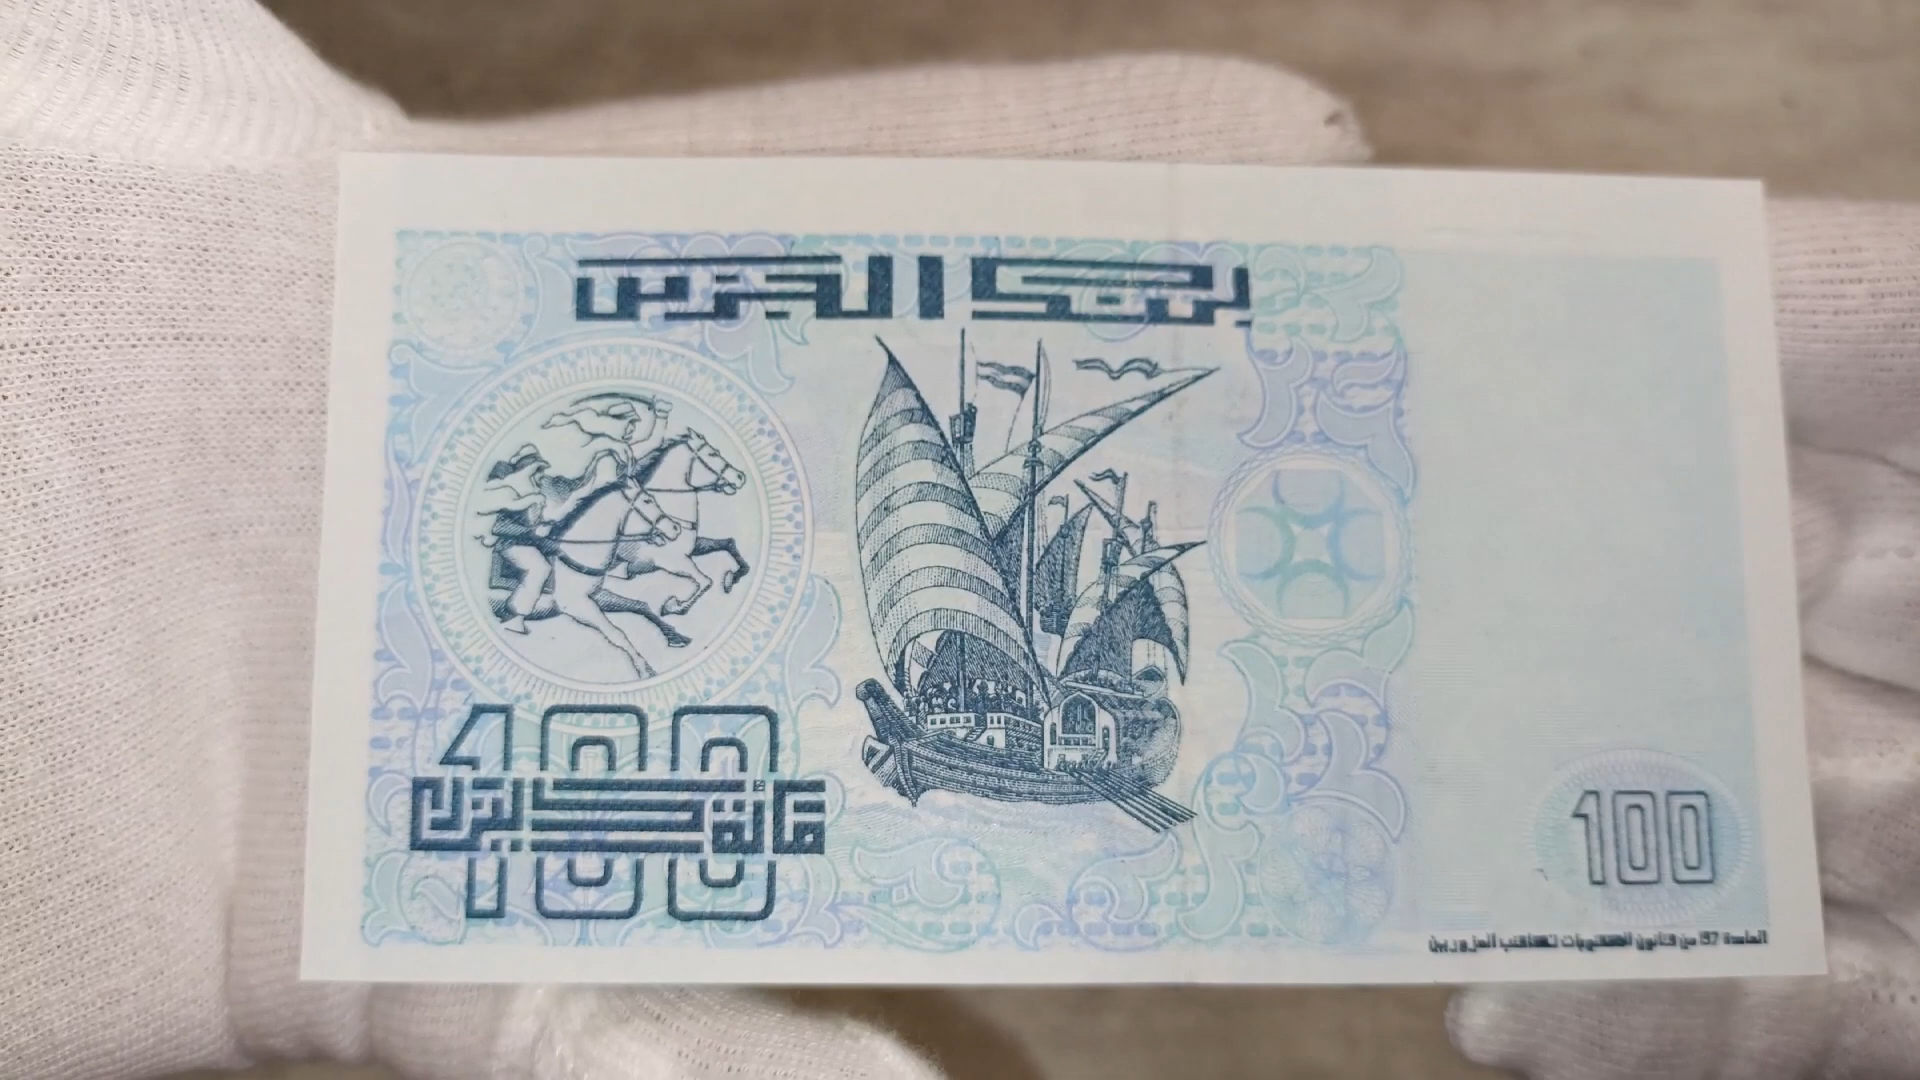 بنك الجزائر
100
مائة دينار
100
المادة 197 من قانون العقوبات تعاقب المزورين